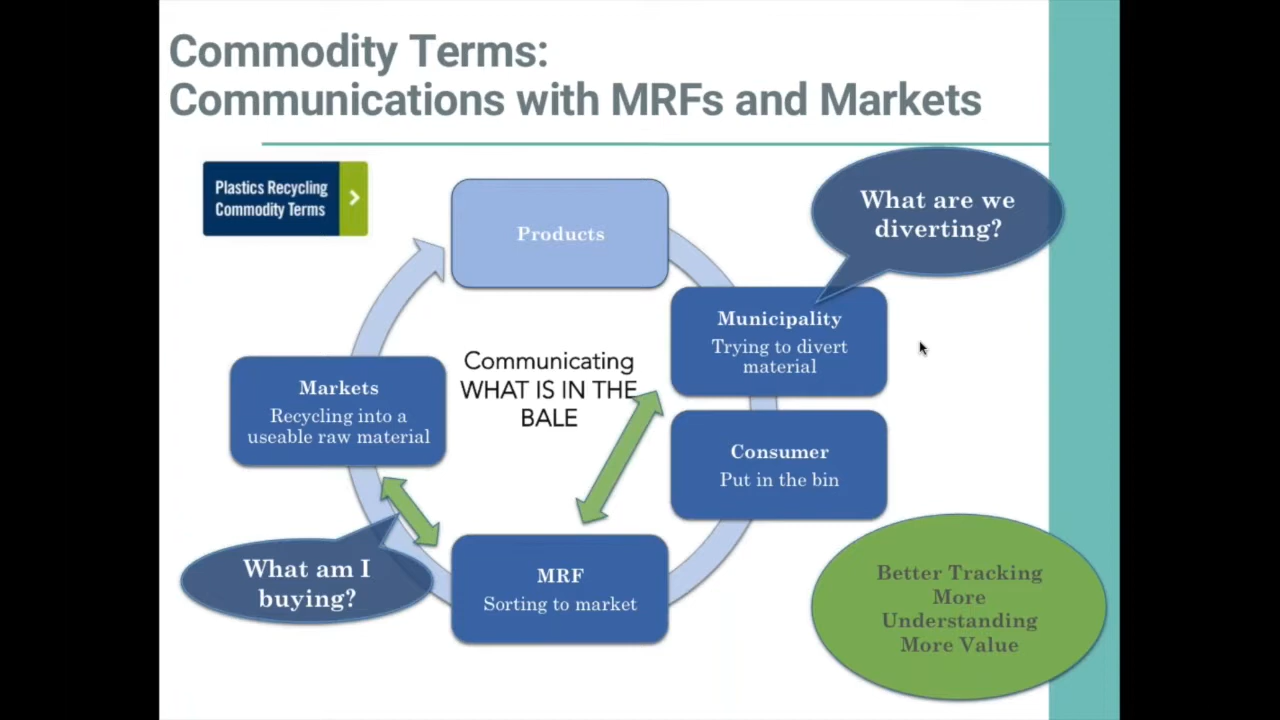 Commodity Terms:
Communications with MRFs and Markets
Plastics Recycling
Commodity Terms
Products
What are we
diverting?
Municipality
Trying to divert
material
Communicating
WHAT IS IN THE
BALE
Markets
Recycling into a
useable raw material
Consumer
Put in the bin
What am I
buying?
MRF
Sorting to market
Better Tracking
More
Understanding
More Value